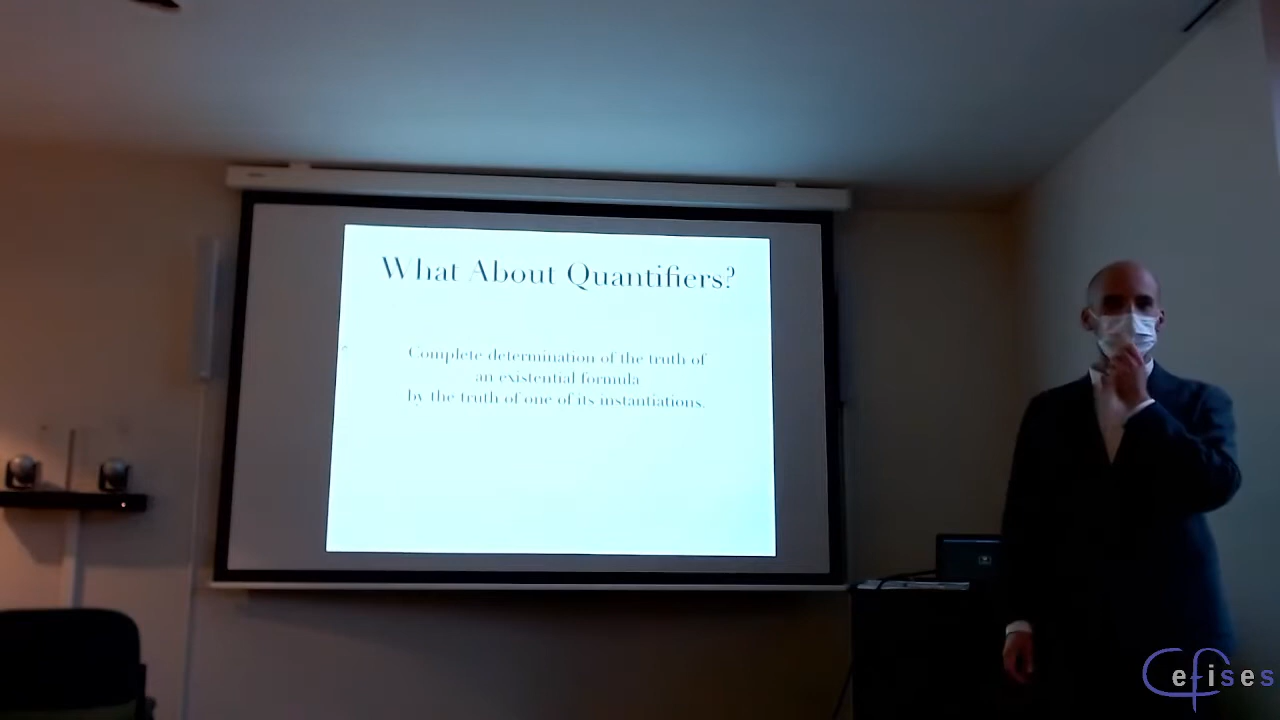 What About Quantifiers?
Complete determination of the truth of
an existential formula
by the truth of one of its instantiations.
Cefises